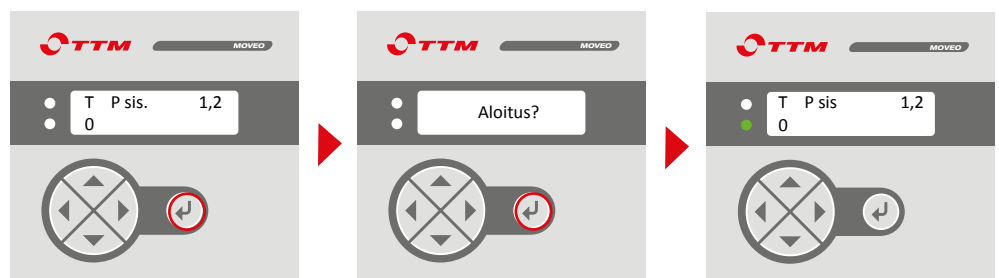 TTM MOVEO
T P sis. 1,2
0
TTM MOVEO
Aloitus?
TTM MOVEO
T P sis 1,2
0